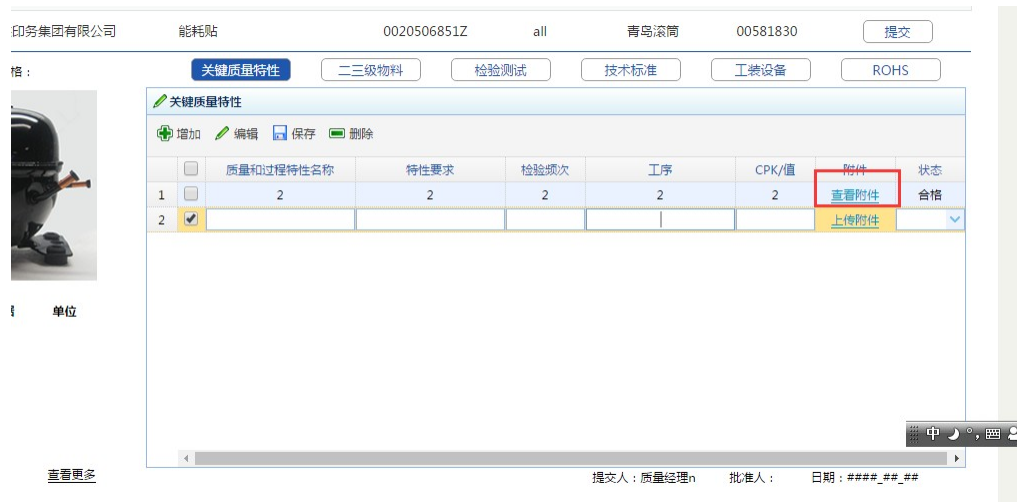 印务集团有限公司 能耗贴 0020506851Z all 青岛滚筒 00581830 提交
格： 关键质量特性 二三级物料 检验测试 技术标准 工装设备 ROHS
关键质量特性
增加 编辑 保存 删除
质量和过程特性名称 特性要求 检验频次 工序 CPK/值 附件 状态
1 2 2 2 2 2 查看附件 合格
2 上传附件
单位
中
查看更多
提交人：质量经理n 批准人： 日期：####_##_##